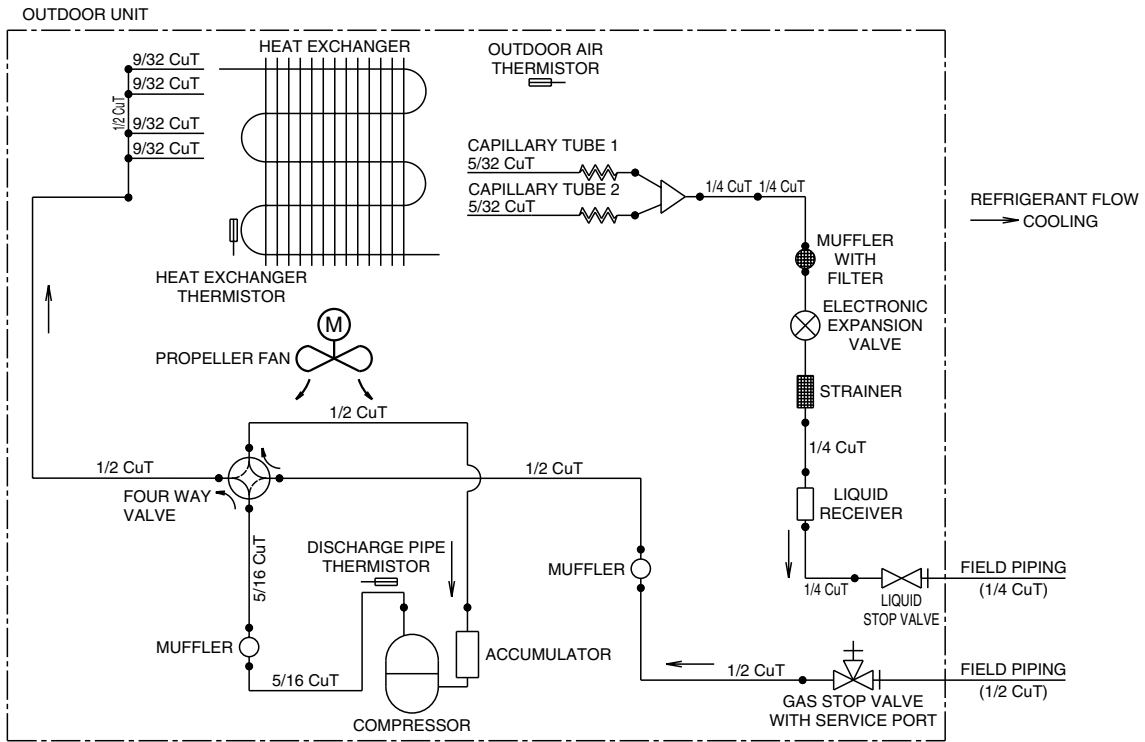 OUTDOOR UNIT
HEAT EXCHANGER
OUTDOOR AIR
THERMISTOR
9/32 CuT
9/32 CuT
1/2 CuT
9/32 CuT
9/32 CuT
CAPILLARY TUBE 1
5/32 CuT
CAPILLARY TUBE 2
5/32 CuT
1/4 CuT
1/4 CuT
REFRIGERANT FLOW
COOLING
MUFFLER
WITH
FILTER
HEAT EXCHANGER
THERMISTOR
ELECTRONIC
EXPANSION
VALVE
M
PROPELLER FAN
STRAINER
1/2 CuT
1/4 CuT
1/2 CuT
1/2 CuT
FOUR WAY
VALVE
LIQUID
RECEIVER
5/16 CuT
DISCHARGE PIPE
THERMISTOR
MUFFLER
1/4 CuT
LIQUID
STOP VALVE
FIELD PIPING
(1/4 CuT)
MUFFLER
ACCUMULATOR
5/16 CuT
COMPRESSOR
1/2 CuT
GAS STOP VALVE
WITH SERVICE PORT
FIELD PIPING
(1/2 CuT)